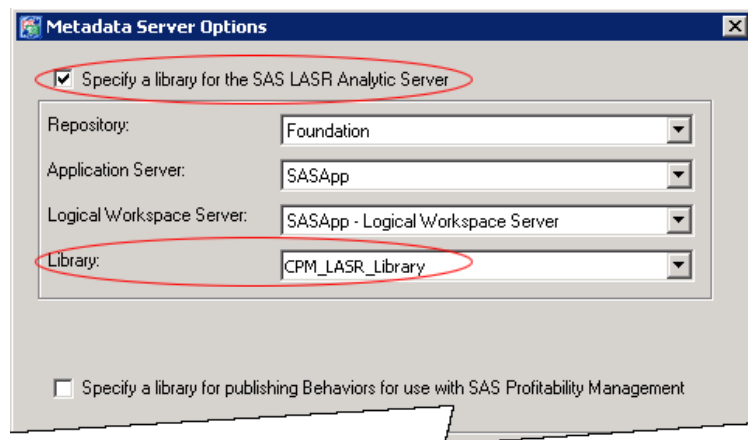 Metadata Server Options
Specify a library for the SAS LASR Analytic Server
Repository: Foundation
Application Server: SASApp
Logical Workspace Server: SASApp - Logical Workspace Server
Library: CPM_LASR_Library
Specify a library for publishing Behaviors for use with SAS Profitability Management